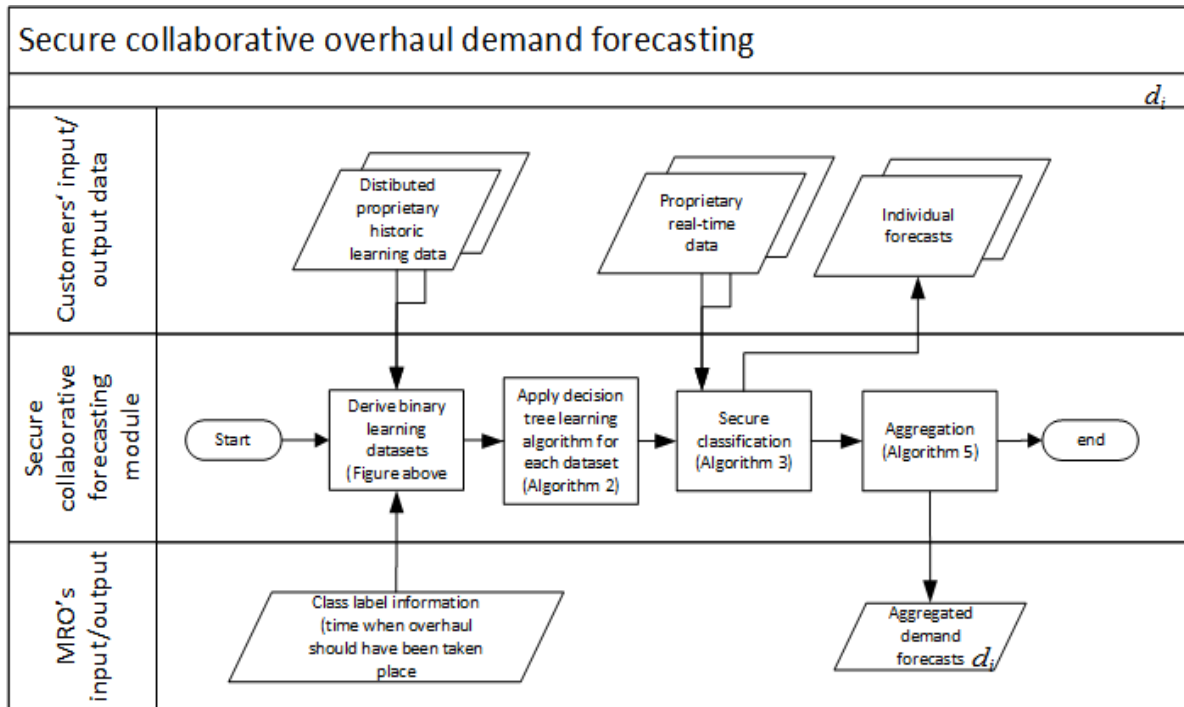 Secure collaborative overhaul demand forecasting
d_i
Customers' input/
output data
Distibuted
proprietary
historic
learning data
Proprietary
real-time
data
Individual
forecasts
Secure
collaborative
forecasting
module
Start
Derive binary
learning
datasets
(Figure above
Apply decision
tree learning
algorithm for
each dataset
(Algorithm 2)
Secure
classification
(Algorithm 3)
Aggregation
(Algorithm 5)
end
MRO's
input/output
Class label information
(time when overhaul
should have been taken
place
Aggregated
demand
forecasts d_i